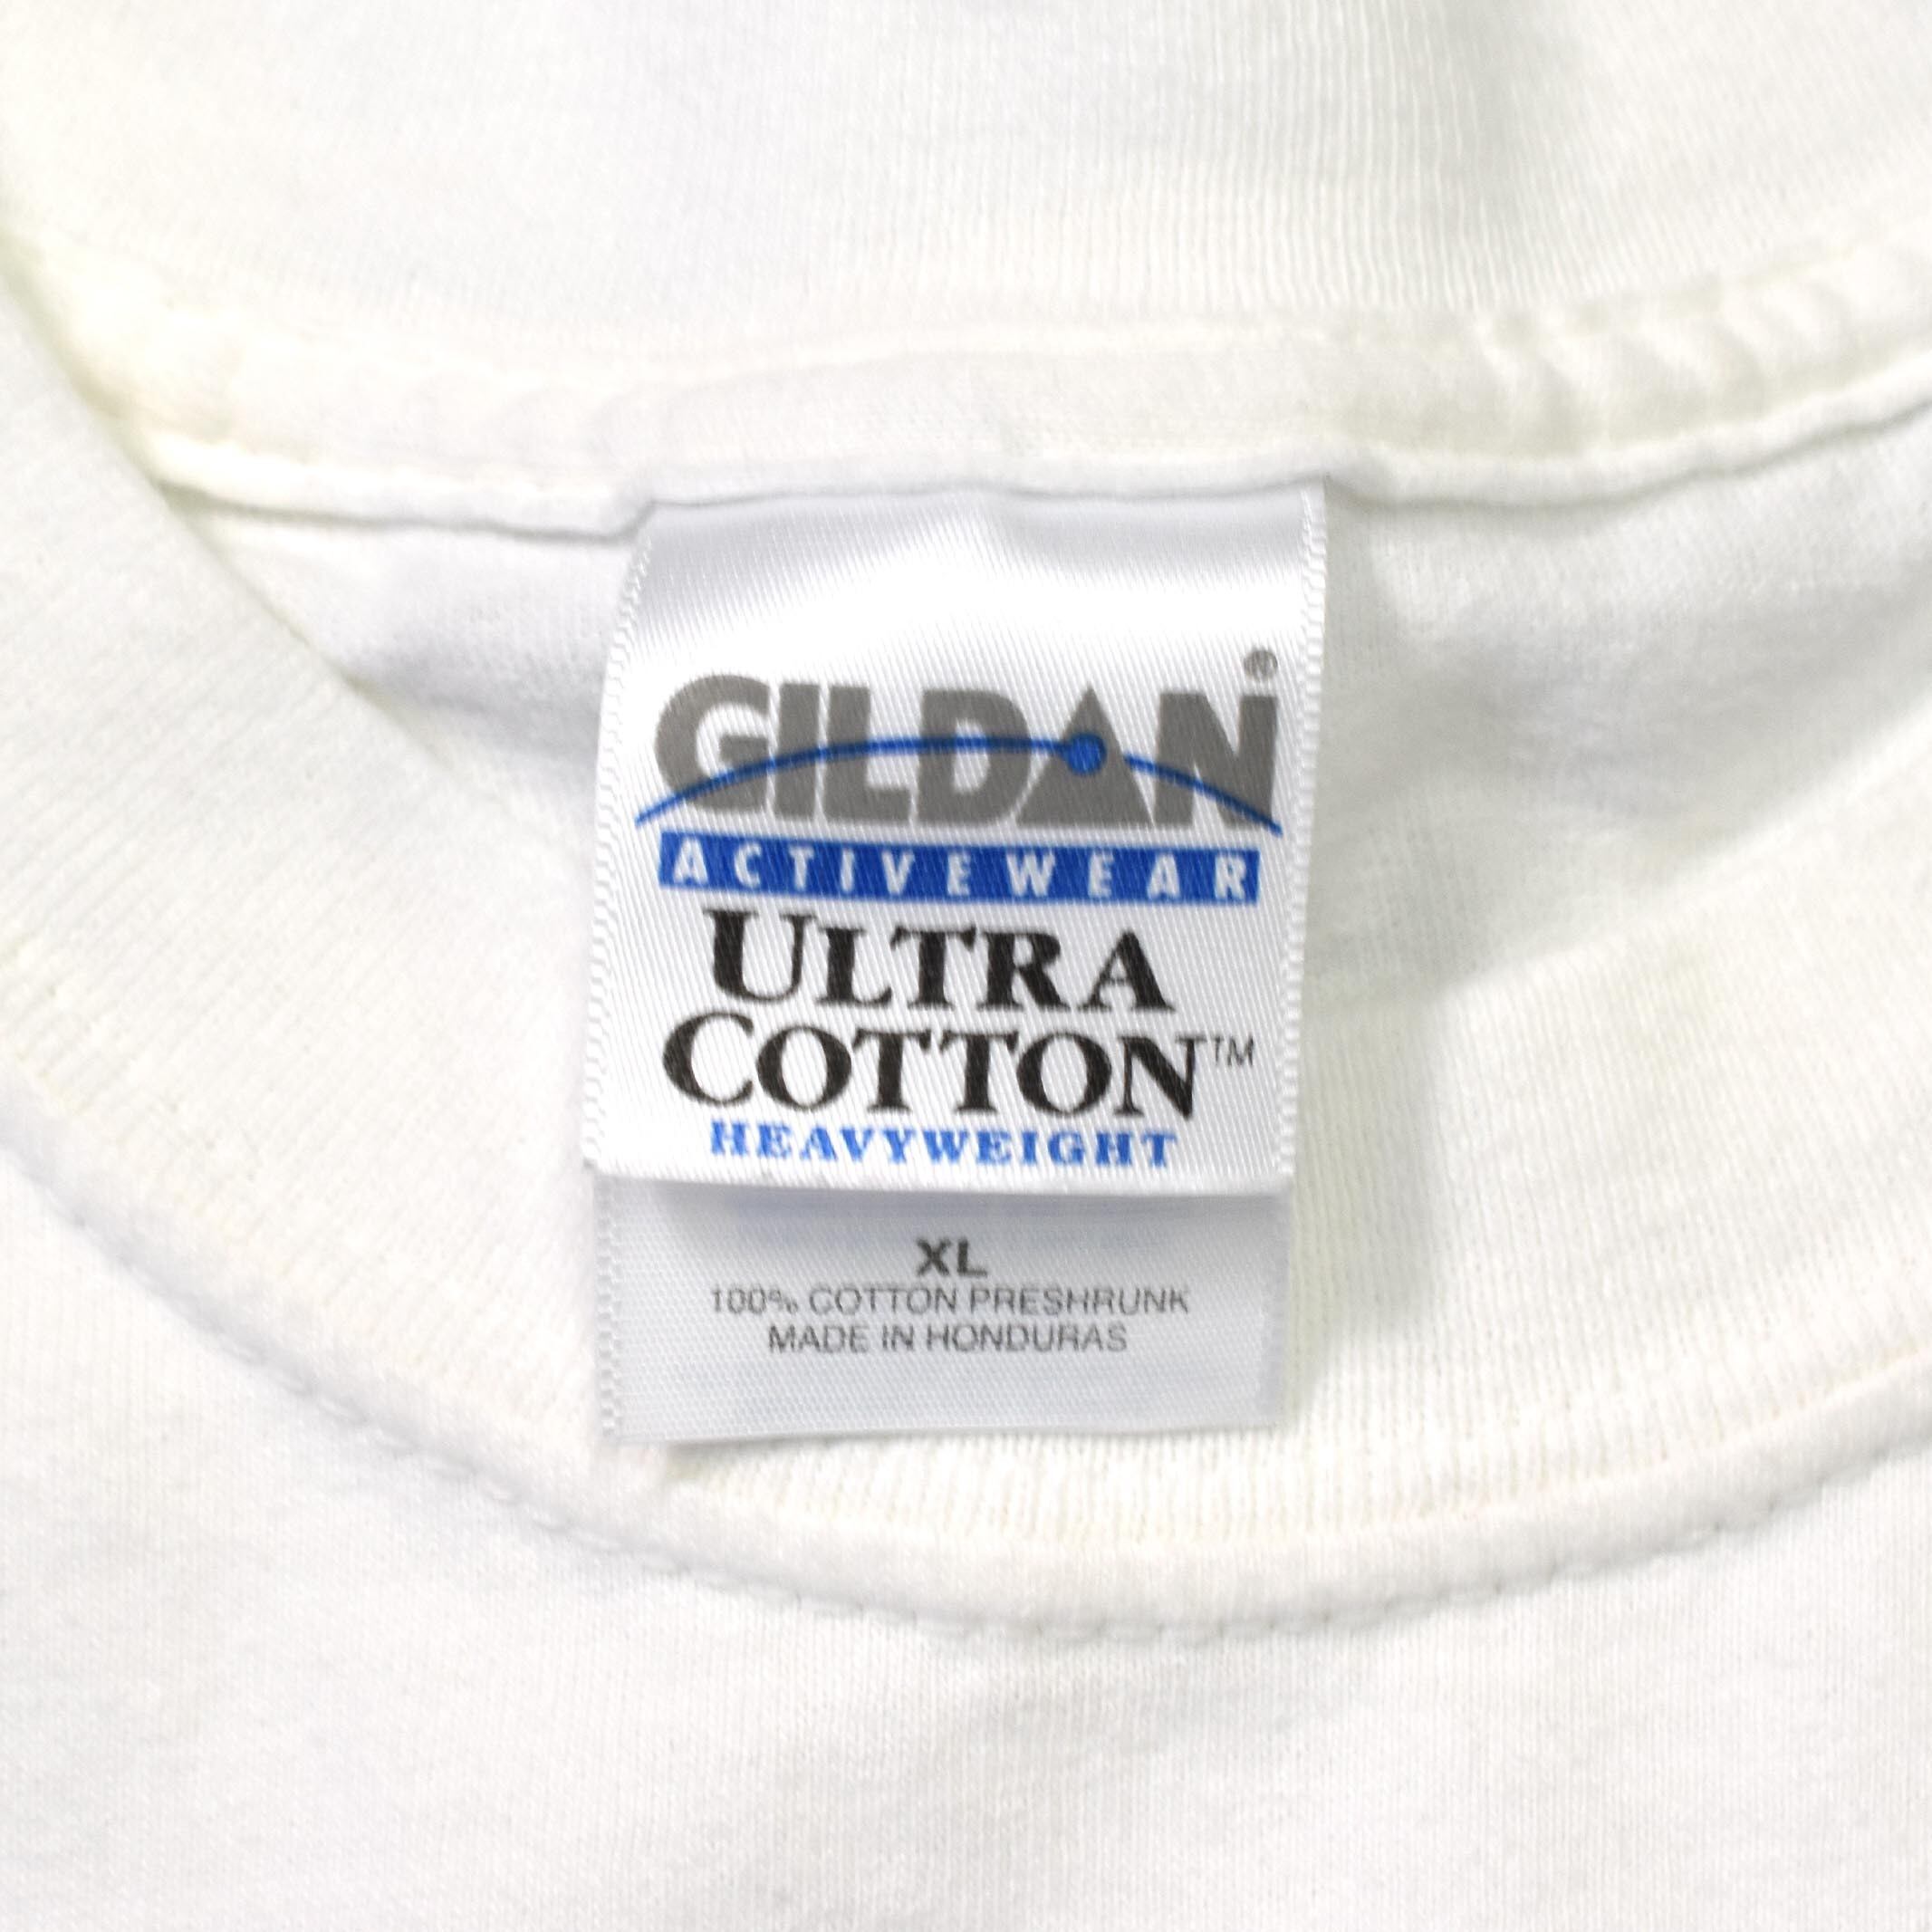 GILDAN®
ACTIVEWEAR
ULTRA
COTTON™
HEAVYWEIGHT
XL
100% COTTON PRESHRUNK
MADE IN HONDURAS